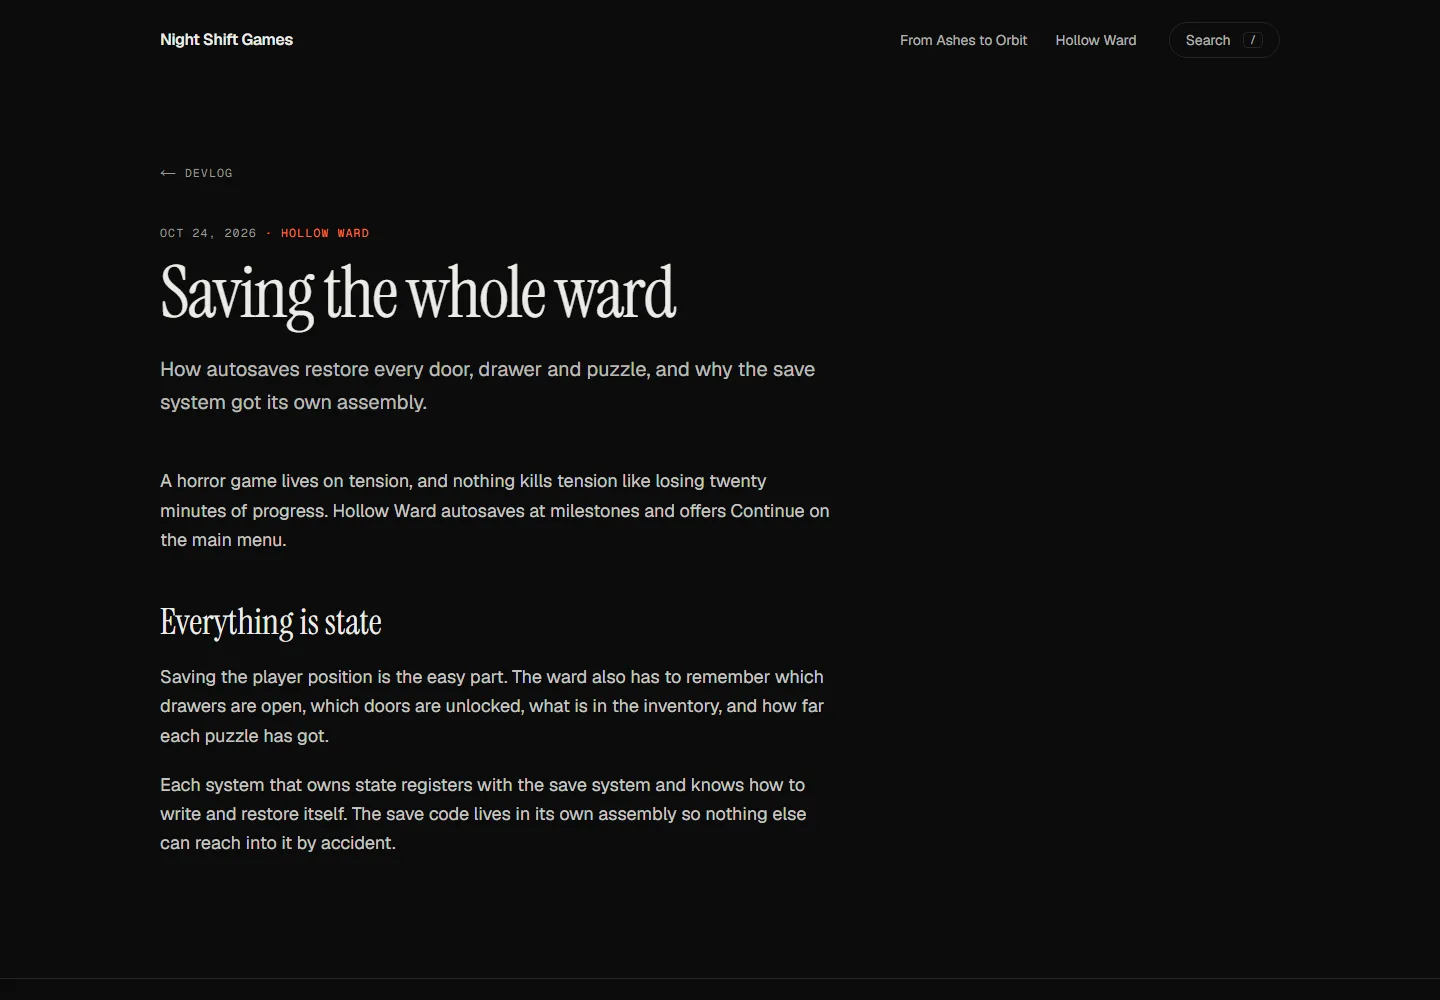 Night Shift Games
From Ashes to Orbit
Hollow Ward
Search /
← DEVLOG
OCT 24, 2026 · HOLLOW WARD
Saving the whole ward
How autosaves restore every door, drawer and puzzle, and why the save
system got its own assembly.
A horror game lives on tension, and nothing kills tension like losing twenty
minutes of progress. Hollow Ward autosaves at milestones and offers Continue on
the main menu.
Everything is state
Saving the player position is the easy part. The ward also has to remember which
drawers are open, which doors are unlocked, what is in the inventory, and how far
each puzzle has got.
Each system that owns state registers with the save system and knows how to
write and restore itself. The save code lives in its own assembly so nothing else
can reach into it by accident.